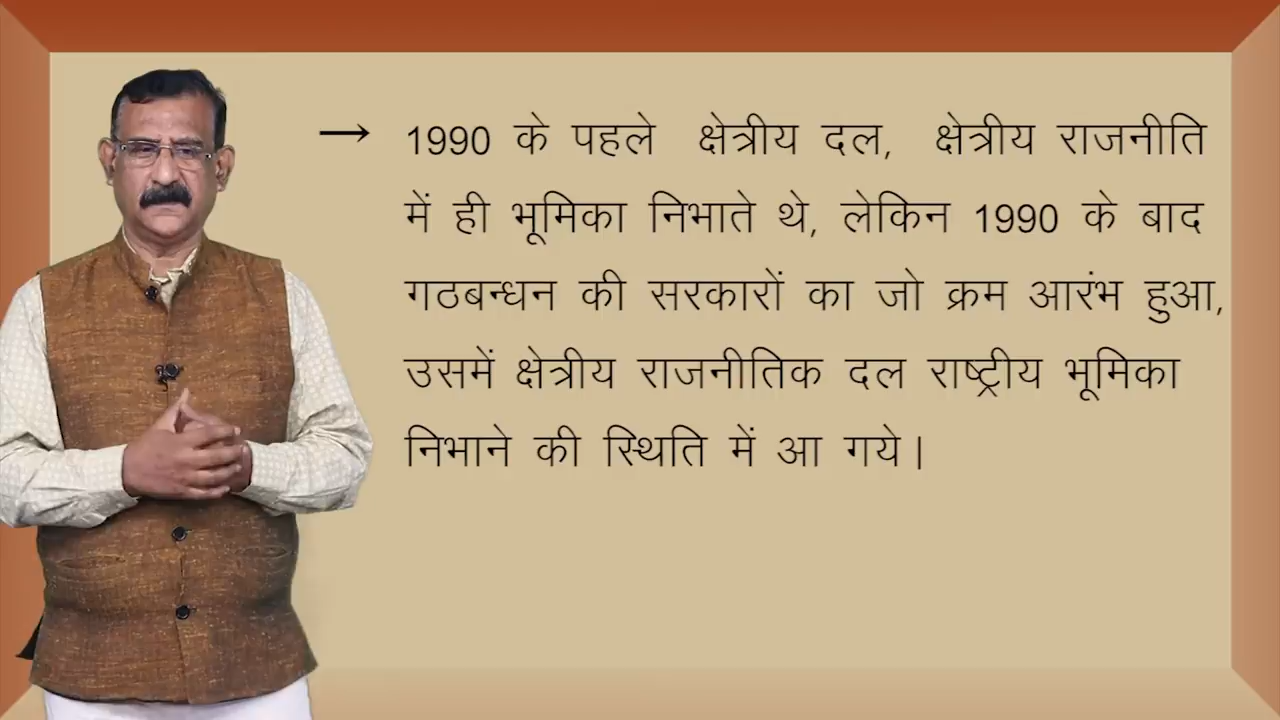 → 1990 के पहले क्षेत्रीय दल, क्षेत्रीय राजनीति
में ही भूमिका निभाते थे, लेकिन 1990 के बाद
गठबन्धन की सरकारों का जो क्रम आरंभ हुआ,
उसमें क्षेत्रीय राजनीतिक दल राष्ट्रीय भूमिका
निभाने की स्थिति में आ गये।